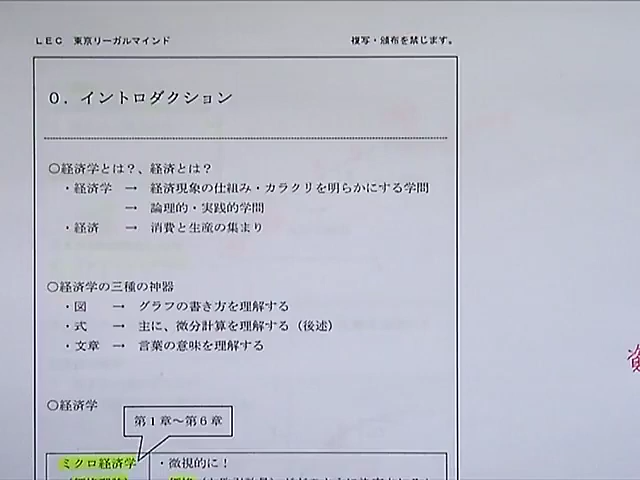 LEC 東京リーガルマインド
複写・頒布を禁じます。
0．イントロダクション
○経済学とは？、経済とは？
・経済学 → 経済現象の仕組み・カラクリを明らかにする学問
→ 論理的・実践的学問
・経済 → 消費と生産の集まり
○経済学の三種の神器
・図 → グラフの書き方を理解する
・式 → 主に、微分計算を理解する（後述）
・文章 → 言葉の意味を理解する
○経済学
第１章～第６章
ミクロ経済学 ・微視的に！